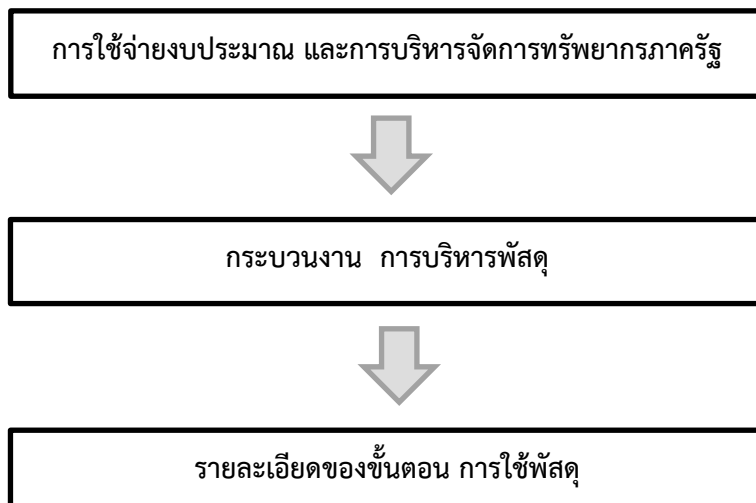 การใช้จ่ายงบประมาณ และการบริหารจัดการทรัพยากรภาครัฐ
กระบวนงาน การบริหารพัสดุ
รายละเอียดของขั้นตอน การใช้พัสดุ